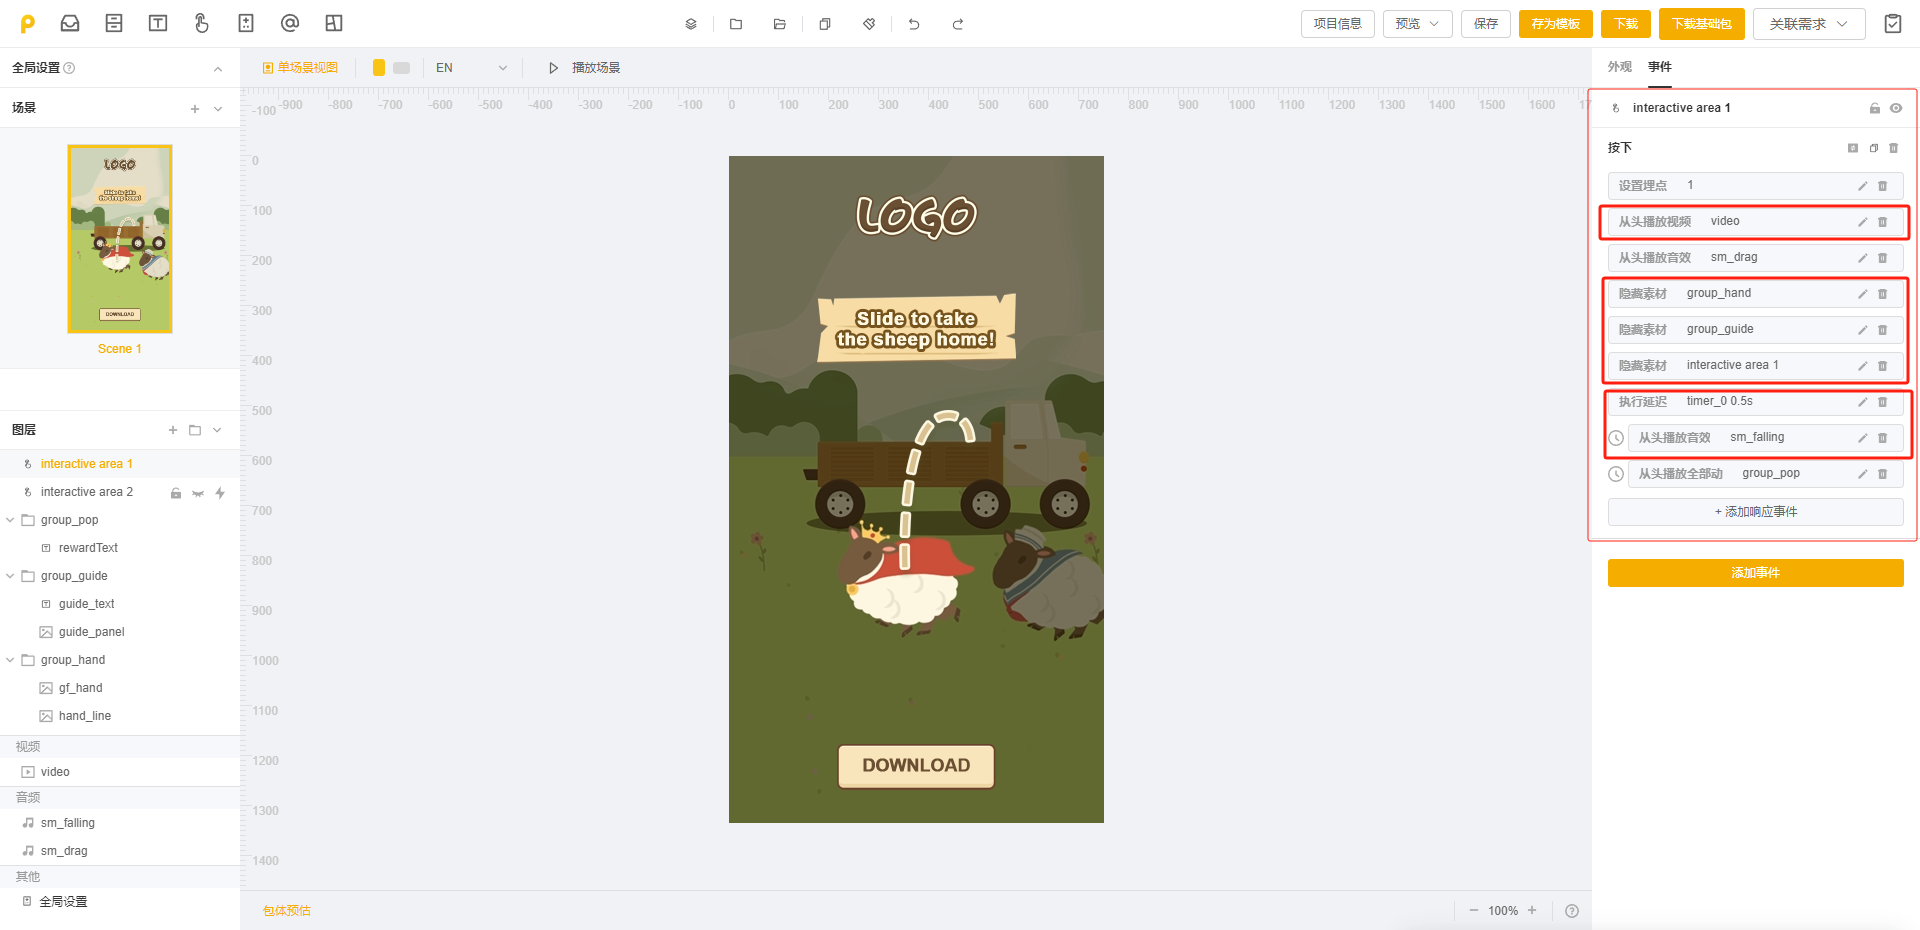 项目信息
预览
保存
存为模板
下载
下载基础包
关联需求
全局设置
单场景视图
EN
播放场景
外观
事件
场景
-900 -800 -700 -600 -500 -400 -300 -200 -100 0 100 200 300 400 500 600 700 800 900 1000 1100 1200 1300 1400 1500 1600
-100
0
100
200
300
400
500
600
700
800
900
1000
1100
1200
1300
1400
LOGO
Slide to take
the sheep home!
DOWNLOAD
Scene 1
图层
interactive area 1
interactive area 2
group_pop
rewardText
group_guide
guide_text
guide_panel
group_hand
gf_hand
hand_line
视频
video
音频
sm_falling
sm_drag
其他
全局设置
LOGO
Slide to take
the sheep home!
DOWNLOAD
包体预估
100%
interactive area 1
按下
设置埋点 1
从头播放视频 video
从头播放音效 sm_drag
隐藏素材 group_hand
隐藏素材 group_guide
隐藏素材 interactive area 1
执行延迟 timer_0 0.5s
从头播放音效 sm_falling
从头播放全部动 group_pop
+ 添加响应事件
添加事件